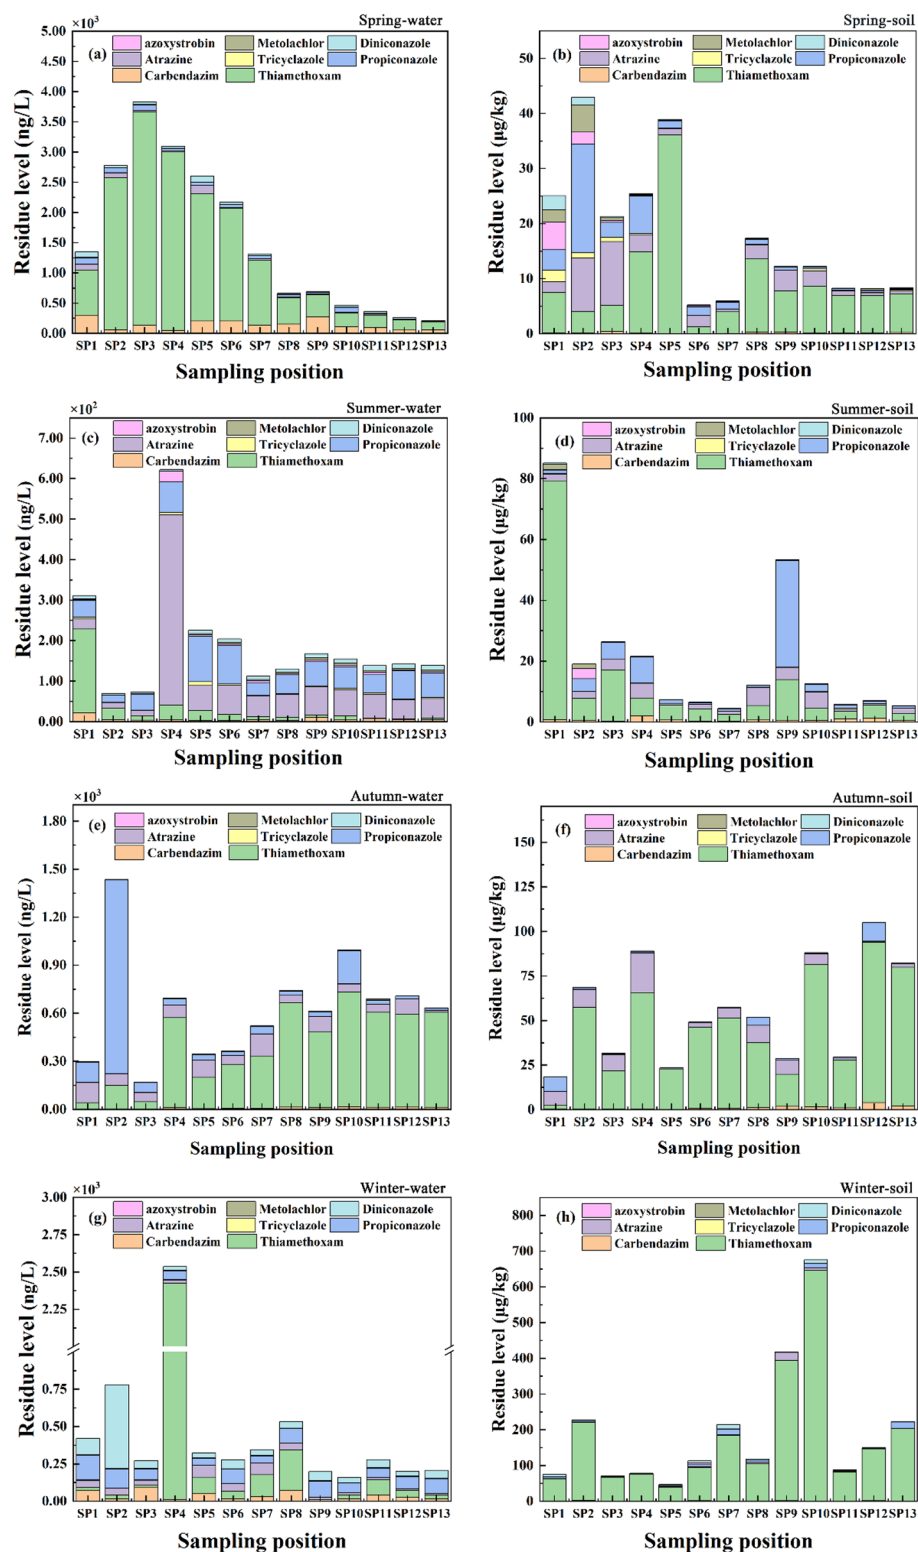 Spring-water
×10³
(a)
azoxystrobin Metolachlor Diniconazole
Atrazine Tricyclazole Propiconazole
Carbendazim Thiamethoxam
5.00
4.00
3.00
2.00
1.00
0.50
0.00
Residue level (ng/L)
SP1 SP2 SP3 SP4 SP5 SP6 SP7 SP8 SP9 SP10 SP11 SP12 SP13
Sampling position
Spring-soil
(b)
azoxystrobin Metolachlor Diniconazole
Atrazine Tricyclazole Propiconazole
Carbendazim Thiamethoxam
50
40
30
20
10
0
Residue level (μg/kg)
SP1 SP2 SP3 SP4 SP5 SP6 SP7 SP8 SP9 SP10 SP11 SP12 SP13
Sampling position
Summer-water
×10²
(c)
azoxystrobin Metolachlor Diniconazole
Atrazine Tricyclazole Propiconazole
Carbendazim Thiamethoxam
7.00
6.00
5.00
4.00
3.00
2.00
1.00
0.00
Residue level (ng/L)
SP1 SP2 SP3 SP4 SP5 SP6 SP7 SP8 SP9 SP10 SP11 SP12 SP13
Sampling position
Summer-soil
(d)
azoxystrobin Metolachlor Diniconazole
Atrazine Tricyclazole Propiconazole
Carbendazim Thiamethoxam
100
80
60
40
20
0
Residue level (μg/kg)
SP1 SP2 SP3 SP4 SP5 SP6 SP7 SP8 SP9 SP10 SP11 SP12 SP13
Sampling position
Autumn-water
×10³
(e)
azoxystrobin Metolachlor Diniconazole
Atrazine Tricyclazole Propiconazole
Carbendazim Thiamethoxam
1.80
1.50
1.20
0.90
0.60
0.30
0.00
Residue level (ng/L)
SP1 SP2 SP3 SP4 SP5 SP6 SP7 SP8 SP9 SP10 SP11 SP12 SP13
Sampling position
Autumn-soil
(f)
azoxystrobin Metolachlor Diniconazole
Atrazine Tricyclazole Propiconazole
Carbendazim Thiamethoxam
150
125
100
75
50
25
0
Residue level (μg/kg)
SP1 SP2 SP3 SP4 SP5 SP6 SP7 SP8 SP9 SP10 SP11 SP12 SP13
Sampling position
Winter-water
×10³
(g)
azoxystrobin Metolachlor Diniconazole
Atrazine Tricyclazole Propiconazole
Carbendazim Thiamethoxam
3.00
2.75
2.50
2.25
0.75
0.50
0.25
0.00
Residue level (ng/L)
SP1 SP2 SP3 SP4 SP5 SP6 SP7 SP8 SP9 SP10 SP11 SP12 SP13
Sampling position
Winter-soil
(h)
azoxystrobin Metolachlor Diniconazole
Atrazine Tricyclazole Propiconazole
Carbendazim Thiamethoxam
800
700
600
500
400
300
200
100
0
Residue level (μg/kg)
SP1 SP2 SP3 SP4 SP5 SP6 SP7 SP8 SP9 SP10 SP11 SP12 SP13
Sampling position